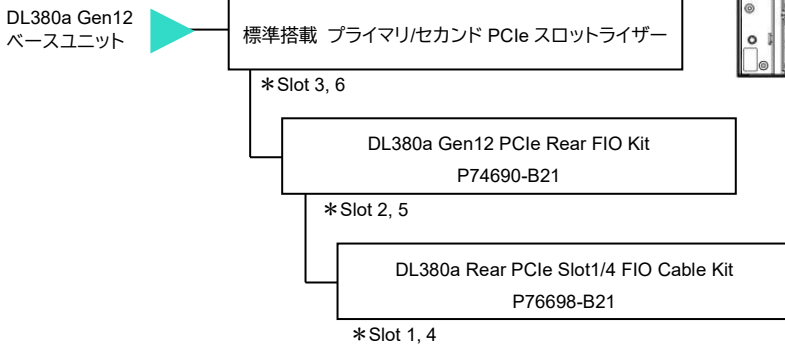 DL380a Gen12
ベースユニット
標準搭載 プライマリ/セカンド PCIe スロットライザー
＊Slot 3, 6
DL380a Gen12 PCIe Rear FIO Kit
P74690-B21
＊Slot 2, 5
DL380a Rear PCIe Slot1/4 FIO Cable Kit
P76698-B21
＊Slot 1, 4